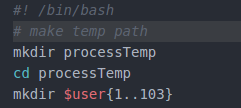 #! /bin/bash
# make temp path
mkdir processTemp
cd processTemp
mkdir $user{1..103}